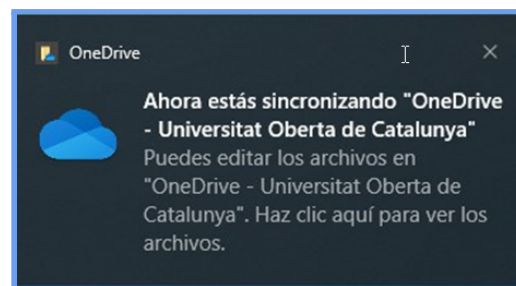 OneDrive
Ahora estás sincronizando "OneDrive
- Universitat Oberta de Catalunya"
Puedes editar los archivos en
"OneDrive - Universitat Oberta de
Catalunya". Haz clic aquí para ver los
archivos.